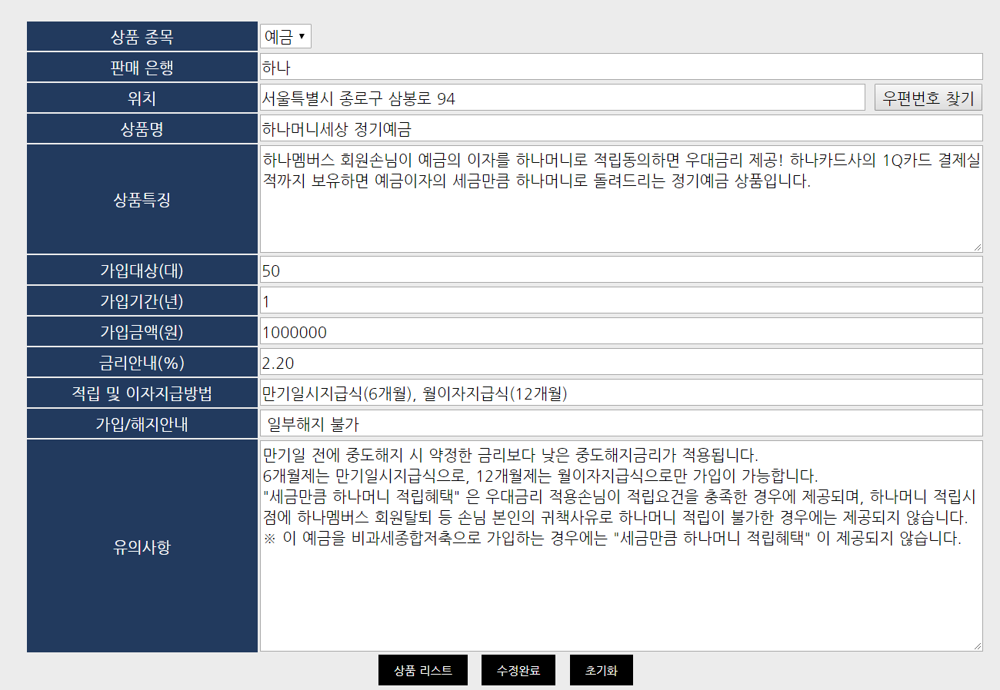 상품 종목 예금 ▼
판매 은행 하나
위치 서울특별시 종로구 삼봉로 94 우편번호 찾기
상품명 하나머니세상 정기예금
상품특징
하나멤버스 회원손님이 예금의 이자를 하나머니로 적립동의하면 우대금리 제공! 하나카드사의 1Q카드 결제실
적까지 보유하면 예금이자의 세금만큼 하나머니로 돌려드리는 정기예금 상품입니다.
가입대상(대) 50
가입기간(년) 1
가입금액(원) 1000000
금리안내(%) 2.20
적립 및 이자지급방법 만기일시지급식(6개월), 월이자지급식(12개월)
가입/해지안내 일부해지 불가
유의사항
만기일 전에 중도해지 시 약정한 금리보다 낮은 중도해지금리가 적용됩니다.
6개월제는 만기일시지급식으로, 12개월제는 월이자지급식으로만 가입이 가능합니다.
"세금만큼 하나머니 적립혜택" 은 우대금리 적용손님이 적립요건을 충족한 경우에 제공되며, 하나머니 적립시
점에 하나멤버스 회원탈퇴 등 손님 본인의 귀책사유로 하나머니 적립이 불가한 경우에는 제공되지 않습니다.
※ 이 예금을 비과세종합저축으로 가입하는 경우에는 "세금만큼 하나머니 적립혜택" 이 제공되지 않습니다.
상품 리스트 수정완료 초기화